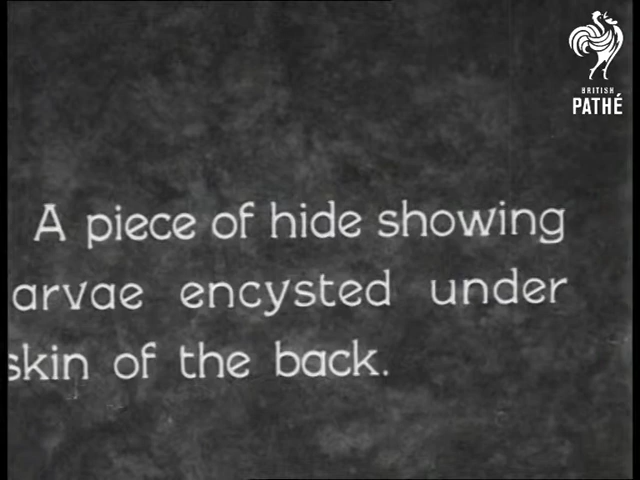 BRITISH
PATHÉ
A piece of hide showing
arvae encysted under
skin of the back.